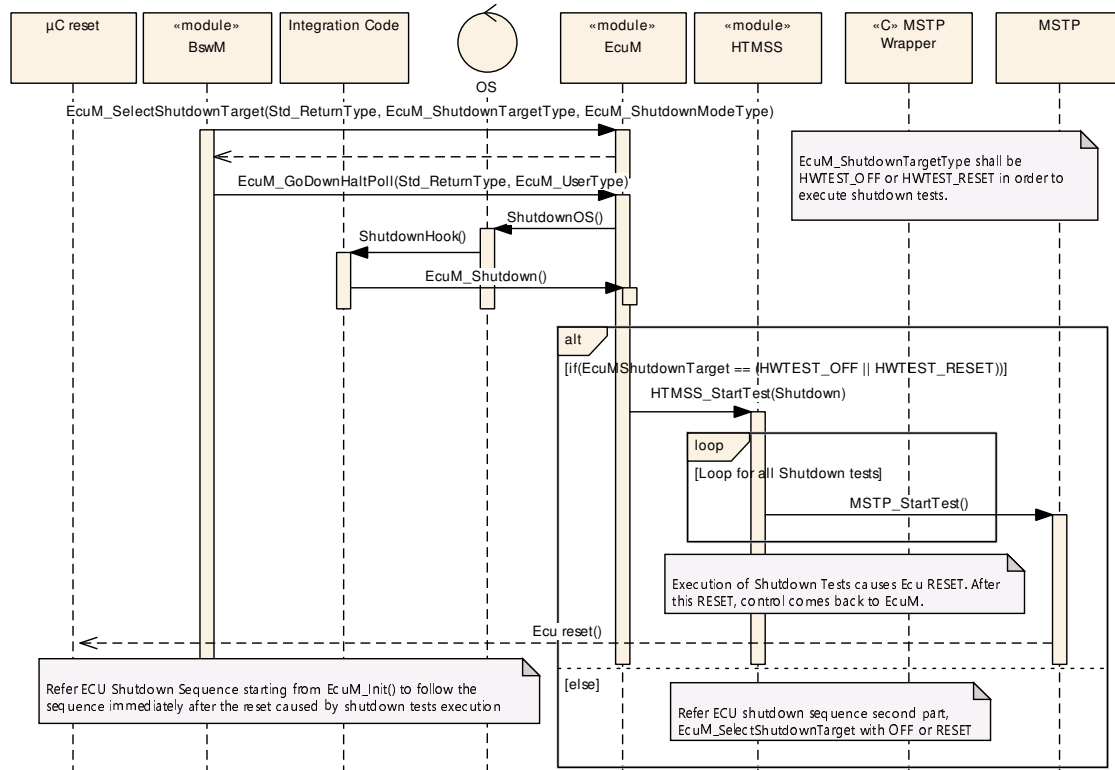 µC reset
«module»
BswM
Integration Code
OS
«module»
EcuM
«module»
HTMSS
«C» MSTP
Wrapper
MSTP
EcuM_SelectShutdownTarget(Std_ReturnType, EcuM_ShutdownTargetType, EcuM_ShutdownModeType)
EcuM_ShutdownTargetType shall be
HWTEST_OFF or HWTEST_RESET in order to
execute shutdown tests.
EcuM_GoDownHaltPoll(Std_ReturnType, EcuM_UserType)
ShutdownOS()
ShutdownHook()
EcuM_Shutdown()
alt
[if(EcuMShutdownTarget == (HWTEST_OFF || HWTEST_RESET))]
HTMSS_StartTest(Shutdown)
loop
[Loop for all Shutdown tests]
MSTP_StartTest()
Execution of Shutdown Tests causes Ecu RESET. After
this RESET, control comes back to EcuM.
Ecu reset()
Refer ECU Shutdown Sequence starting from EcuM_Init() to follow the
sequence immediately after the reset caused by shutdown tests execution
[else]
Refer ECU shutdown sequence second part,
EcuM_SelectShutdownTarget with OFF or RESET